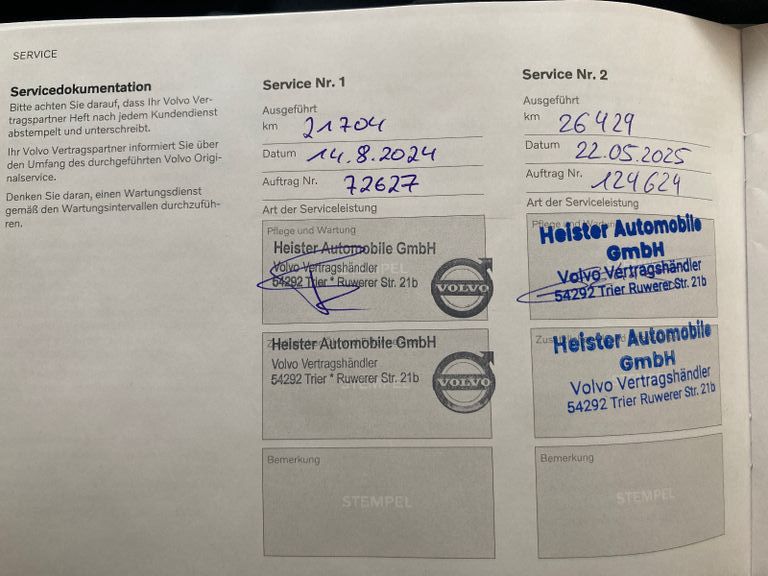 SERVICE
Servicedokumentation
Bitte achten Sie darauf, dass Ihr Volvo Ver-
tragspartner Heft nach jedem Kundendienst
abstempelt und unterschreibt.
Ihr Volvo Vertragspartner informiert Sie über
den Umfang des durchgeführten Volvo Origi-
nalservice.
Denken Sie daran, einen Wartungsdienst
gemäß den Wartungsintervallen durchzufüh-
ren.
Service Nr. 1
Ausgeführt
km 21704
Datum 14.8.2024
Auftrag Nr. 72627
Art der Serviceleistung
Pflege und Wartung
Heister Automobile GmbH
Volvo Vertragshändler
54292 Trier * Ruwerer Str. 21b
STEMPEL
VOLVO
Heister Automobile GmbH
Volvo Vertragshändler
54292 Trier * Ruwerer Str. 21b
STEMPEL
VOLVO
Bemerkung
STEMPEL
Service Nr. 2
Ausgeführt
km 26429
Datum 22.05.2025
Auftrag Nr. 124624
Art der Serviceleistung
Pflege und Wartung
Heister Automobile
GmbH
Volvo Vertragshändler
54292 Trier Ruwerer Str. 21b
Heister Automobile
GmbH
Volvo Vertragshändler
54292 Trier Ruwerer Str. 21b
Bemerkung
STEMPEL